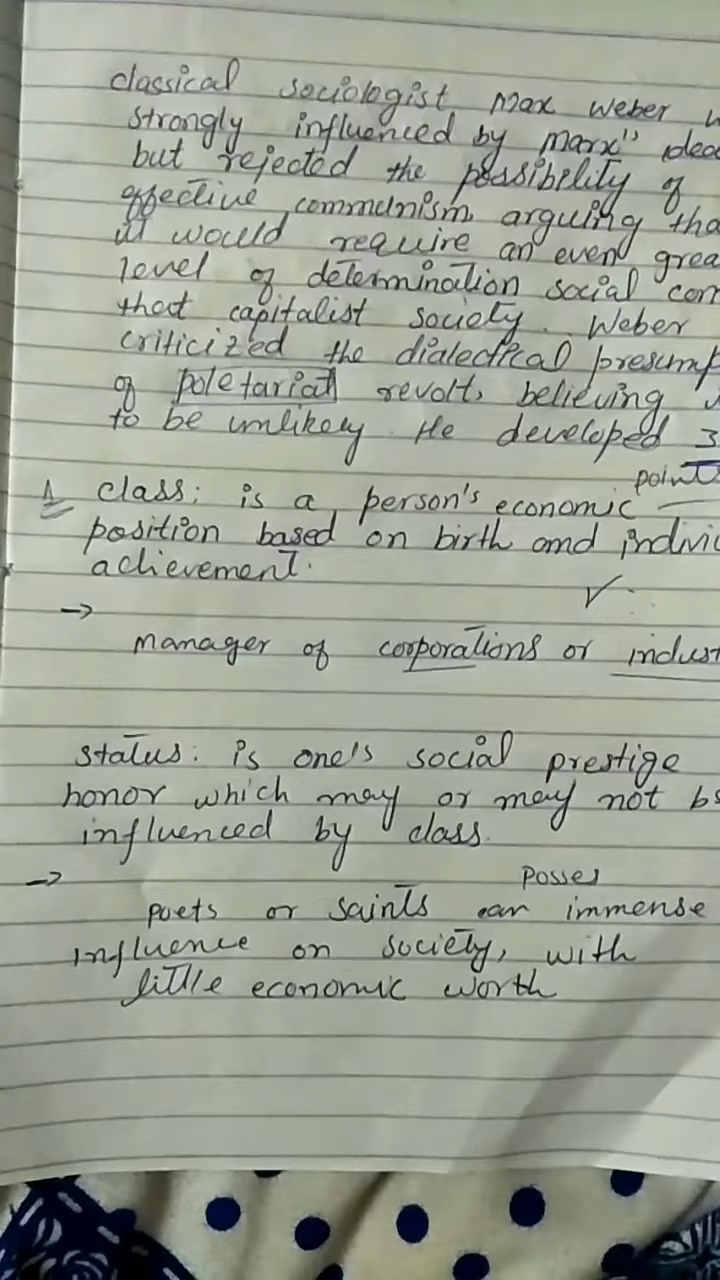 classical sociologist Max Weber w
strongly influenced by Marx's idea
but rejected the possibility of
effective communism, arguing tha
it would require an even grea
level of determination social con
that capitalist society. Weber
criticized the dialectical presump
of poletariat revolt, believing
to be unlikely. He developed 3
points
1 class: is a person's economic
position based on birth and indivi
achievement.
→
manager of corporations or indust
status: is one's social prestige
honor which may or may not be
influenced by class.
→ posses
poets or saints can immense
influence on society, with
little economic worth